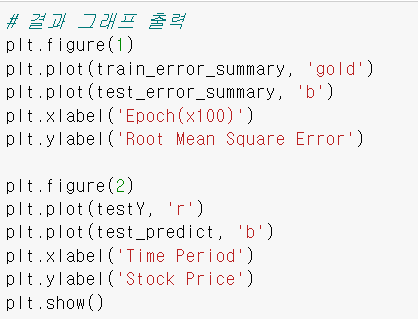 # 결과 그래프 출력
plt.figure(1)
plt.plot(train_error_summary, 'gold')
plt.plot(test_error_summary, 'b')
plt.xlabel('Epoch(x100)')
plt.ylabel('Root Mean Square Error')

plt.figure(2)
plt.plot(testY, 'r')
plt.plot(test_predict, 'b')
plt.xlabel('Time Period')
plt.ylabel('Stock Price')
plt.show()